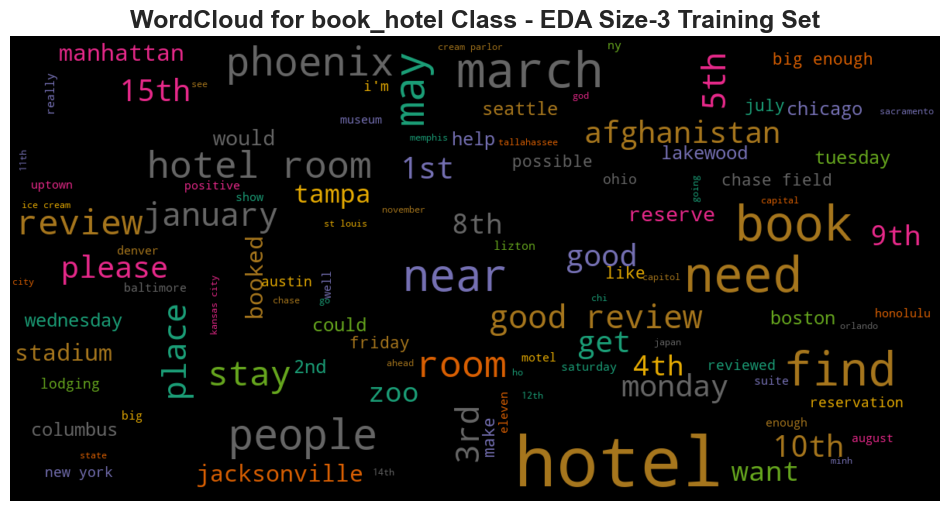 WordCloud for book_hotel Class - EDA Size-3 Training Set
cream parlor
ny
manhattan
phoenix
may
march
big enough
really
15th
see
i'm
5th
god
seattle
july
chicago
sacramento
museum
afghanistan
would
memphis
help
tallahassee
lakewood
tuesday
11th
hotel room
1st
possible
chase field
uptown
positive
show
tampa
ohio
going
ice cream
november
reserve
capital
review
january
st louis
8th
book
9th
denver
lizton
good
please
booked
near
like
capitol
need
city
baltimore
kansas city
austin
well
chase
go
chi
honolulu
wednesday
place
could
good review
boston
orlando
stadium
friday
get
japan
stay
2nd
ahead
room
motel
saturday
4th
reviewed
find
lodging
zoo
ho
monday
suite
12th
reservation
big
3rd
make
eleven
enough
columbus
people
august
state
10th
minh
new york
jacksonville
14th
hotel
want